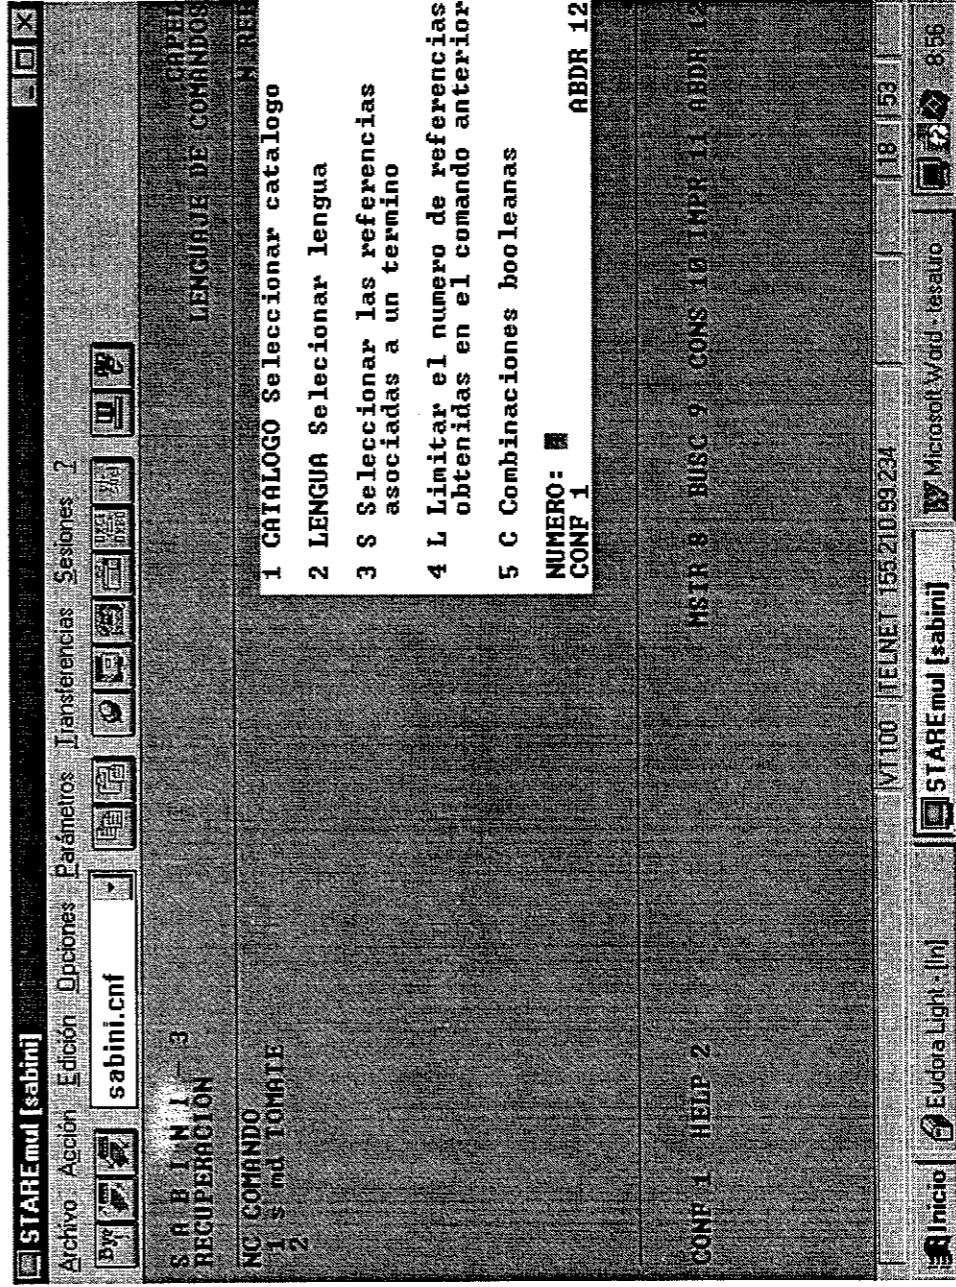 STAREmul [sabini]
Archivo Acción Edición Opciones Parámetros Transferencias Sesiones ?
Bye sabini.cnf
S A B I N I - 3 CAPEL
RECUPERACION LENGUAJE DE COMANDOS
NC COMANDO N.REF
1 s md TOMATE
2
1 CATALOGO Seleccionar catalogo
2 LENGUA Selecionar lengua
3 S Seleccionar las referencias
asociadas a un termino
4 L Limitar el numero de referencias
obtenidas en el comando anterior
5 C Combinaciones booleanas
NUMERO:
CONF 1 ABDR 12
CONF 1 HELP 2 MSTR 8 BUSC 9 CONS 10 IMPR 11 ABDR 12
VT100 TELNET 155.210.99.234 18 53
Inicio Eudora Light - [In] STAREmul [sabini] Microsoft Word - tesauro 8:56